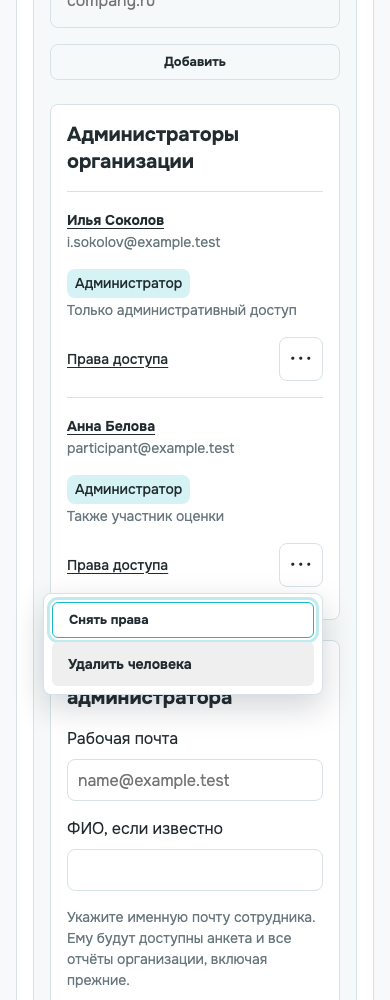 company.ru
Добавить
Администраторы
организации
Илья Соколов
i.sokolov@example.test
Администратор
Только административный доступ
Права доступа
Анна Белова
participant@example.test
Администратор
Также участник оценки
Права доступа
Снять права
Удалить человека
администратора
Рабочая почта
name@example.test
ФИО, если известно
Укажите именную почту сотрудника.
Ему будут доступны анкета и все
отчёты организации, включая
прежние.